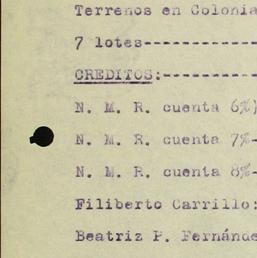 Terrenos en Colonia
7 lotes------------
CREDITOS:----------
N. M. R. cuenta 6%)
N. M. R. cuenta 7%-
N. M. R. cuenta 8%-
Filiberto Carrillo:
Beatriz P. Fernánde